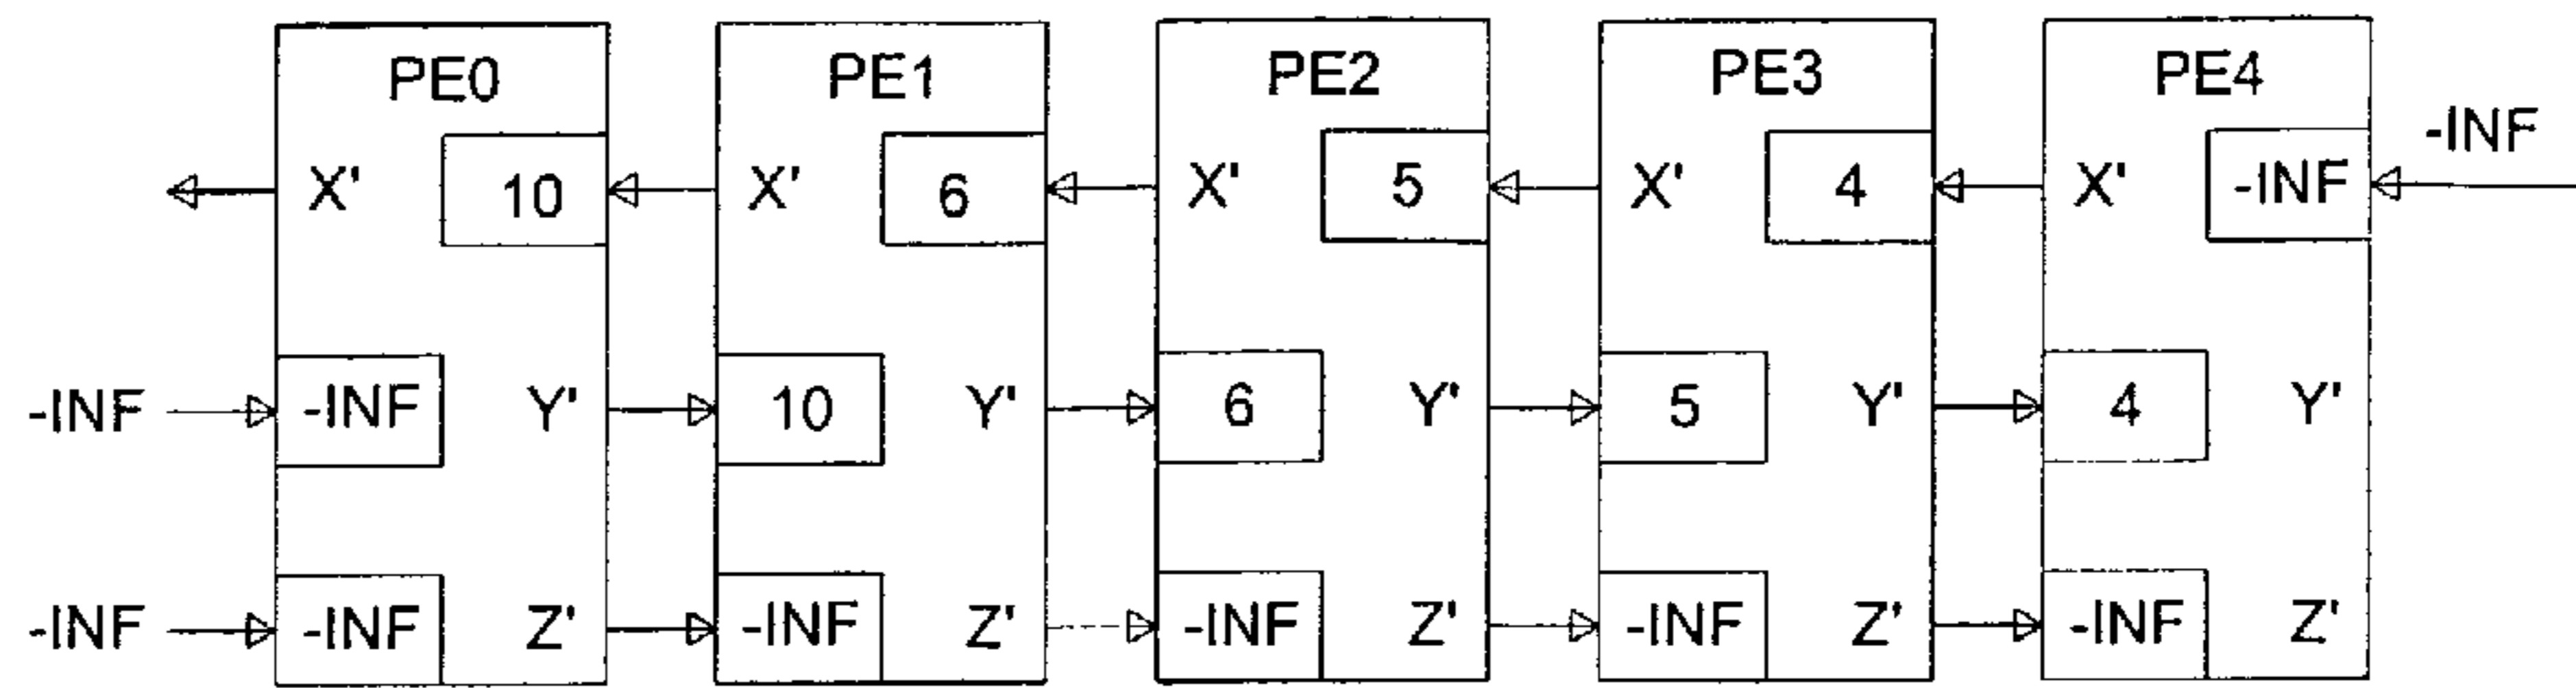 PE0 PE1 PE2 PE3 PE4
-INF
X' 10 X' 6 X' 5 X' 4 X' -INF
-INF -INF Y' 10 Y' 6 Y' 5 Y' 4 Y'
-INF -INF Z' -INF Z' -INF Z' -INF Z' -INF Z'